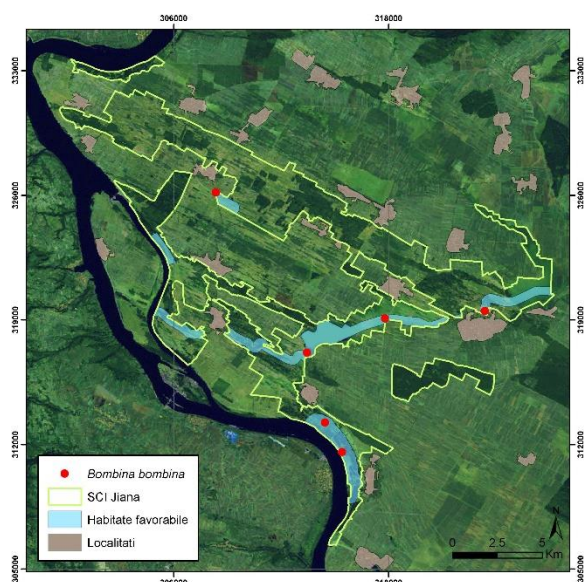 306000 318000
333000 333000
326000 326000
319000 319000
312000 312000
Bombina bombina
SCI Jiana
Habitate favorabile
Localitati
N
0 2.5 5
Km
305000 305000
306000 318000